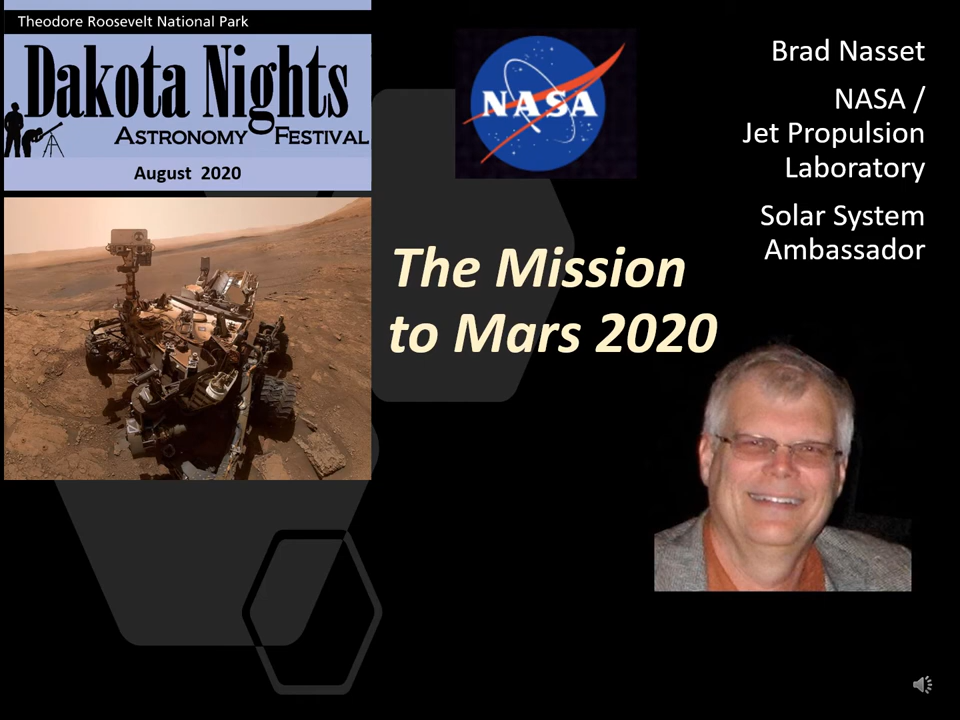 Theodore Roosevelt National Park
Dakota Nights
Astronomy Festival
August 2020
NASA
Brad Nasset
NASA /
Jet Propulsion
Laboratory
Solar System
Ambassador
The Mission
to Mars 2020